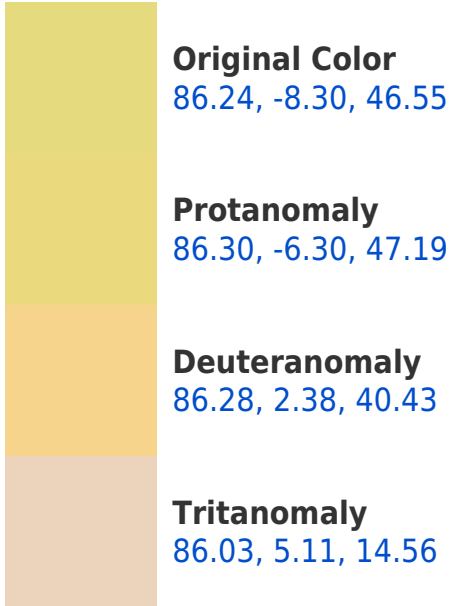 Original Color
86.24, -8.30, 46.55
Protanomaly
86.30, -6.30, 47.19
Deuteranomaly
86.28, 2.38, 40.43
Tritanomaly
86.03, 5.11, 14.56